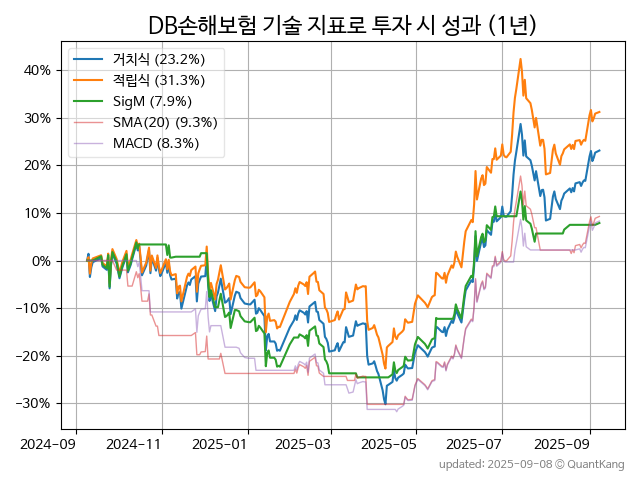 DB손해보험 기술 지표로 투자 시 성과 (1년)
거치식 (23.2%)
적립식 (31.3%)
SigM (7.9%)
SMA(20) (9.3%)
MACD (8.3%)
40%
30%
20%
10%
0%
−10%
−20%
−30%
2024-09 2024-11 2025-01 2025-03 2025-05 2025-07 2025-09
updated: 2025-09-08 © QuantKang